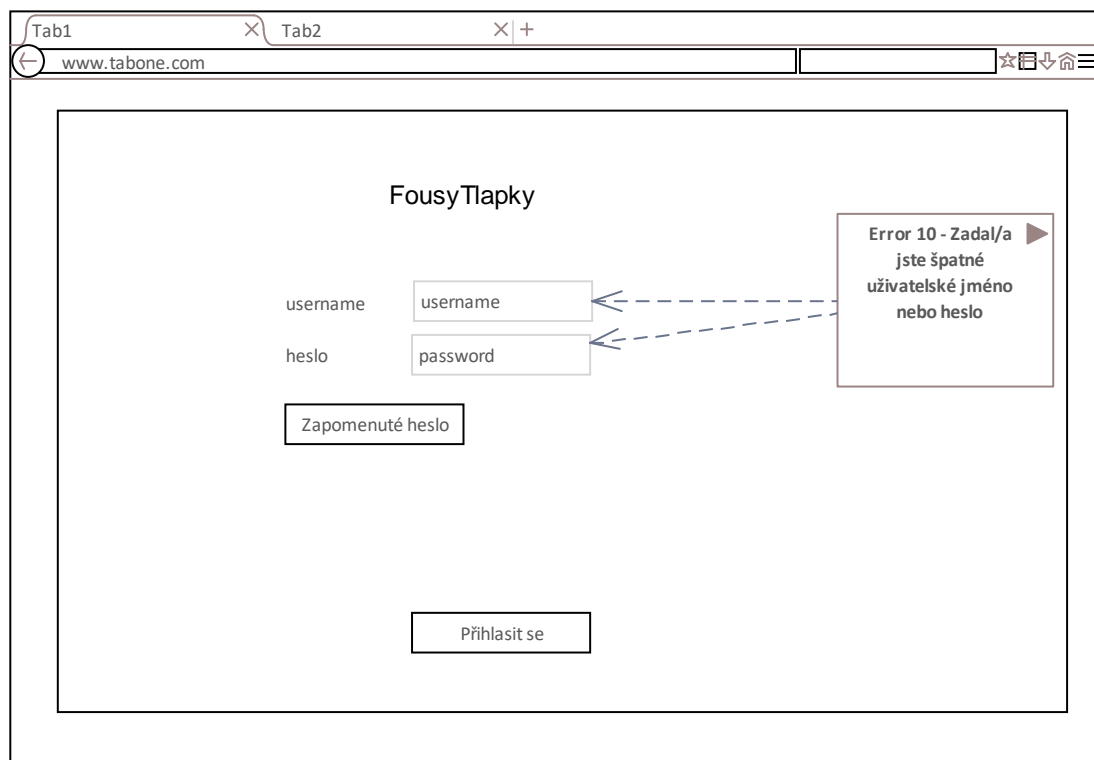 Tab1
Tab2
www.tabone.com
FousyTlapky
Error 10 - Zadal/a
jste špatné
uživatelské jméno
nebo heslo
username
username
heslo
password
Zapomenuté heslo
Přihlasit se